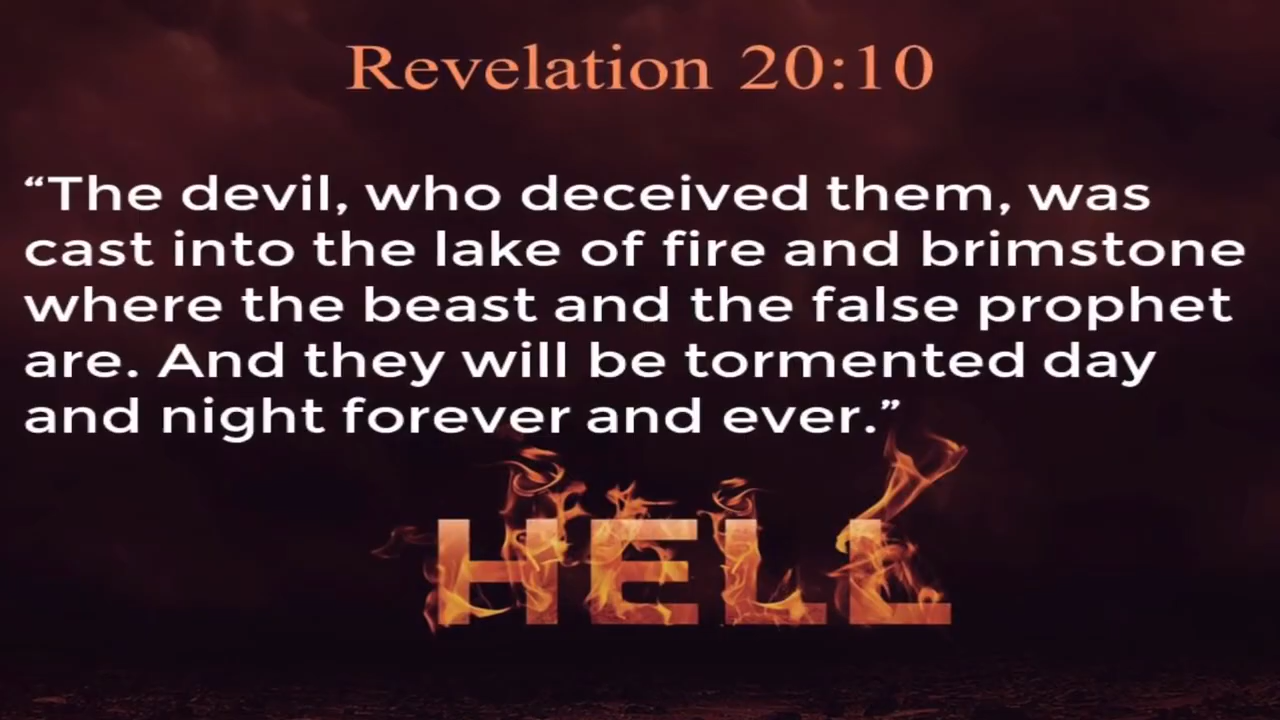 Revelation 20:10
“The devil, who deceived them, was
cast into the lake of fire and brimstone
where the beast and the false prophet
are. And they will be tormented day
and night forever and ever.”
HELL